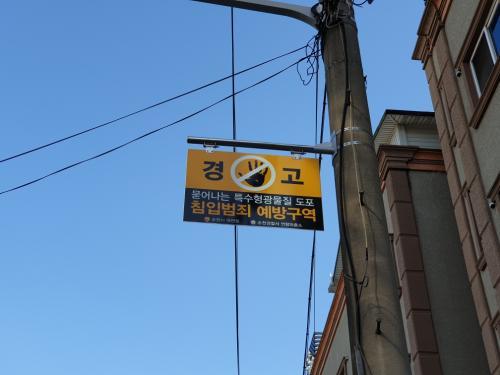 경 고
묻어나는 특수형광물질 도포
침입범죄 예방구역